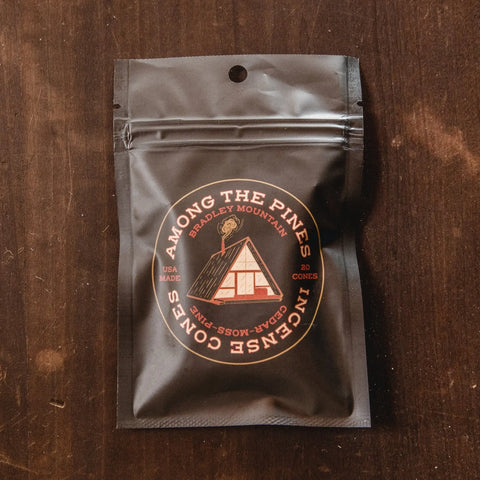 AMONG THE PINES
BRADLEY MOUNTAIN
USA
MADE
20
CONES
CEDAR-MOSS-PINE
INCENSE CONES